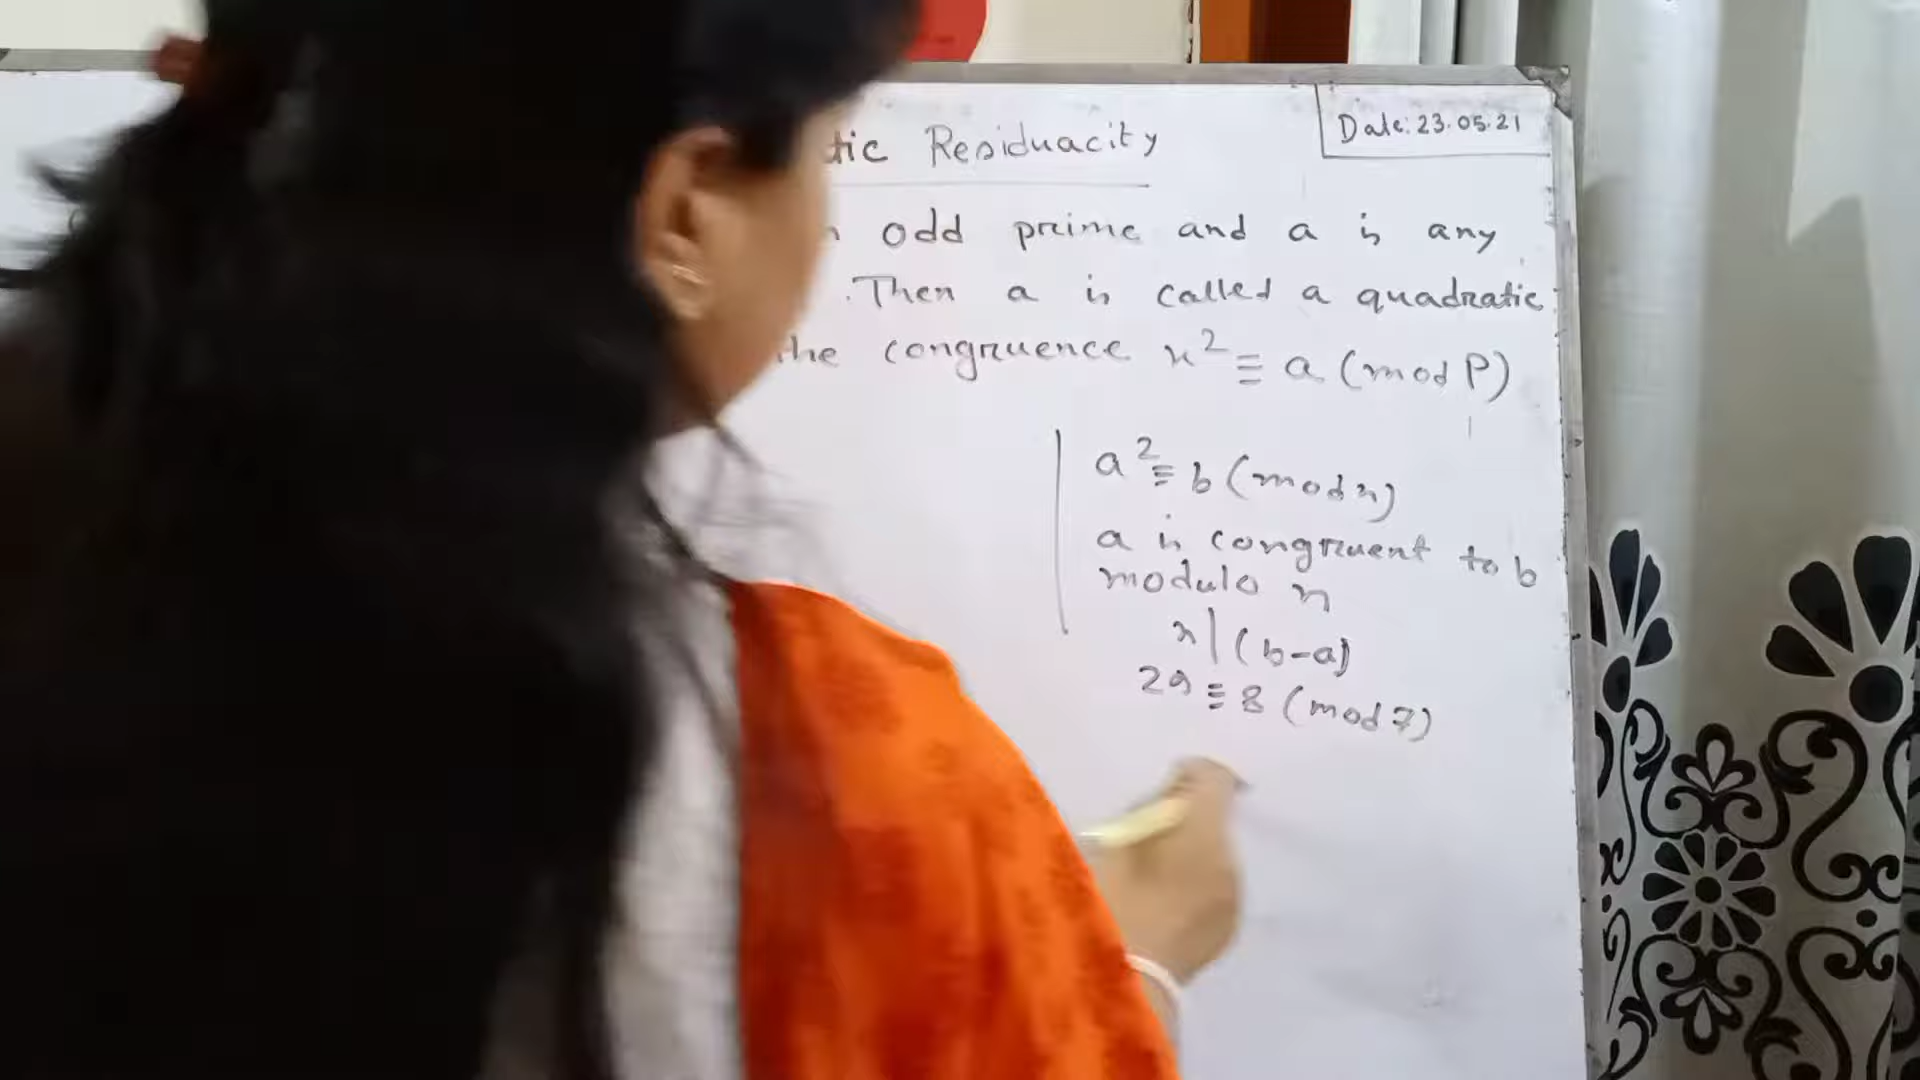 tic Residuacity
Date: 23.05.21
odd prime and a is any
. Then a is called a quadratic
the congruence x² ≡ a (mod P)
a² ≡ b (mod n)
a is congruent to b
modulo n
n | (b-a)
29 ≡ 8 (mod 7)